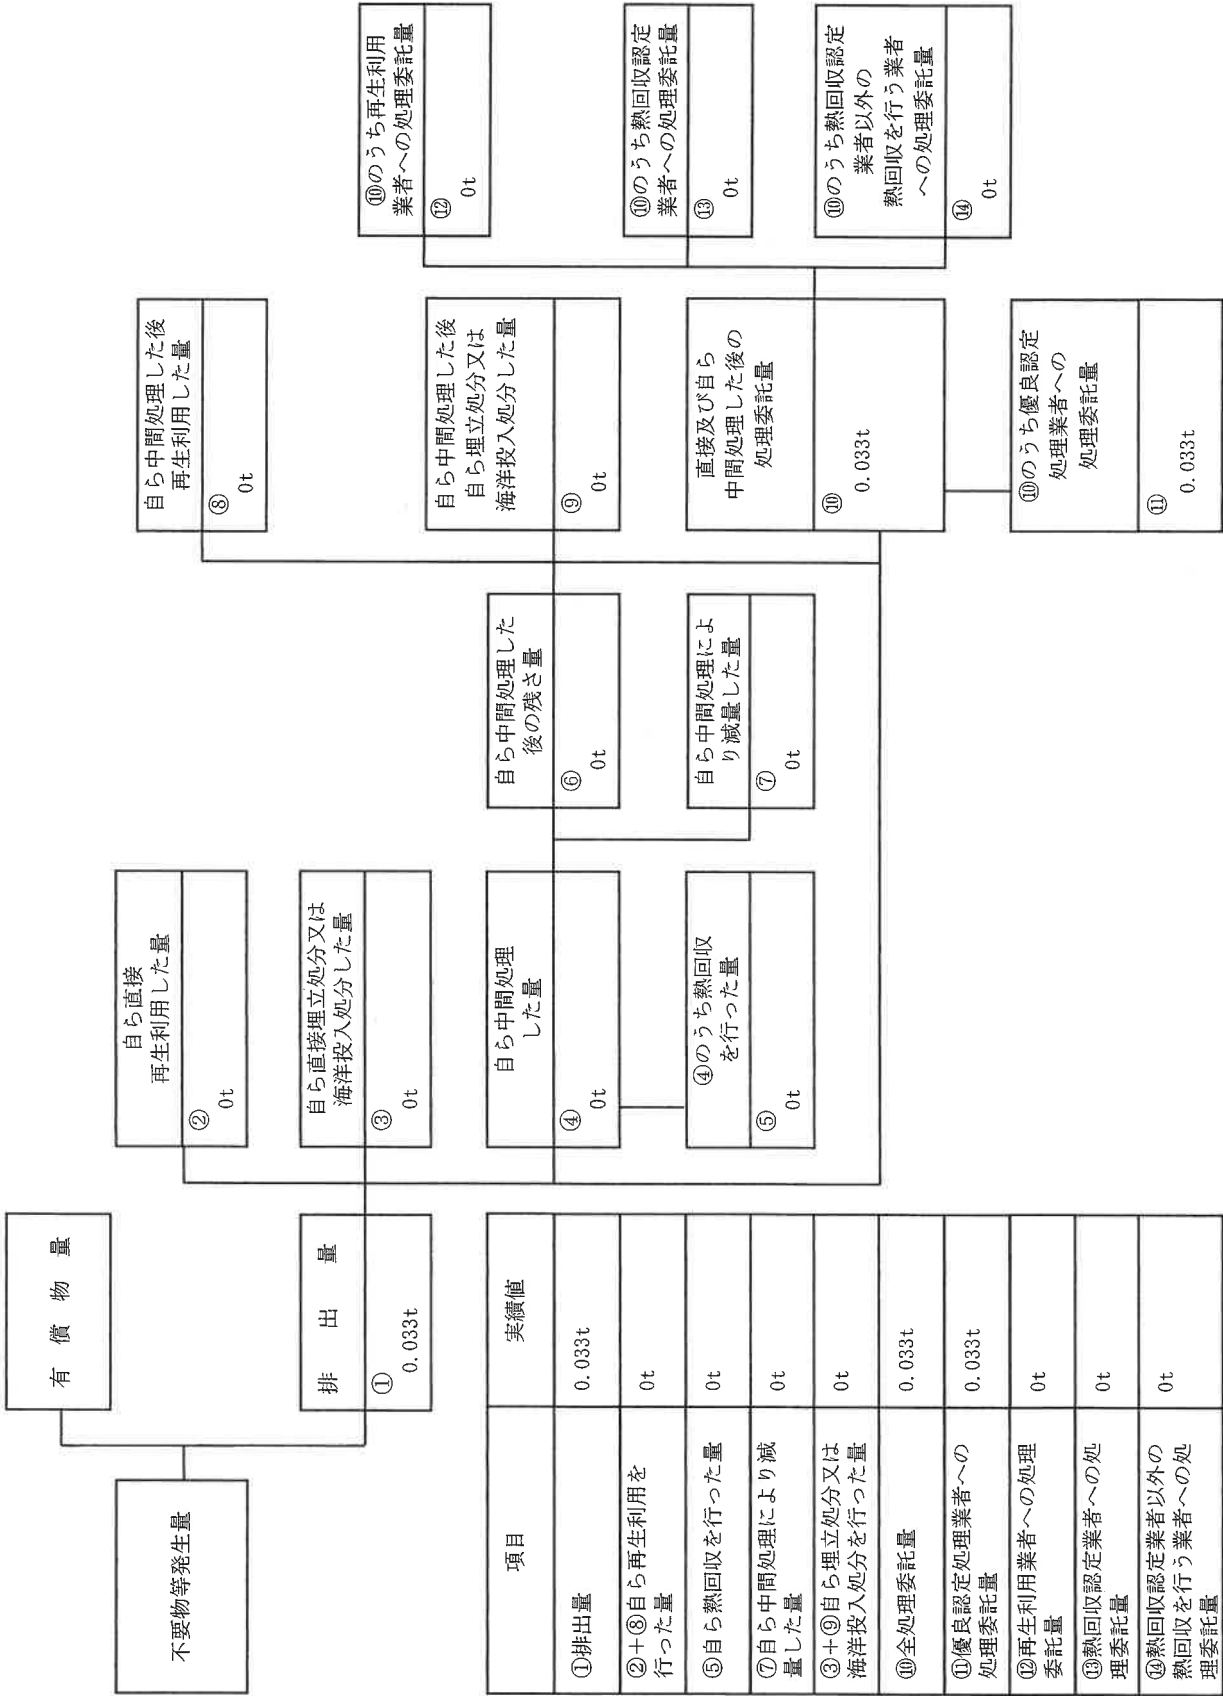 不要物等発生量
有償物量
排出量
①
0.033t
自ら直接
再生利用した量
②
0t
自ら直接埋立処分又は
海洋投入処分した量
③
0t
自ら中間処理
した量
④
0t
④のうち熱回収
を行った量
⑤
0t
自ら中間処理した
後の残さ量
⑥
0t
自ら中間処理によ
り減量した量
⑦
0t
自ら中間処理した後
再生利用した量
⑧
0t
自ら中間処理した後
自ら埋立処分又は
海洋投入処分した量
⑨
0t
直接及び自ら
中間処理した後の
処理委託量
⑩
0.033t
⑩のうち優良認定
処理業者への
処理委託量
⑪
0.033t
⑩のうち再生利用
業者への処理委託量
⑫
0t
⑩のうち熱回収認定
業者への処理委託量
⑬
0t
⑩のうち熱回収認定
業者以外の
熱回収を行う業者
への処理委託量
⑭
0t
項目
実績値
①排出量
0.033t
②+⑧自ら再生利用を
行った量
0t
⑤自ら熱回収を行った量
0t
⑦自ら中間処理により減
量した量
0t
③+⑨自ら埋立処分又は
海洋投入処分を行った量
0t
⑩全処理委託量
0.033t
⑪優良認定処理業者への
処理委託量
0.033t
⑫再生利用業者への処理
委託量
0t
⑬熱回収認定業者への処
理委託量
0t
⑭熱回収認定業者以外の
熱回収を行う業者への処
理委託量
0t